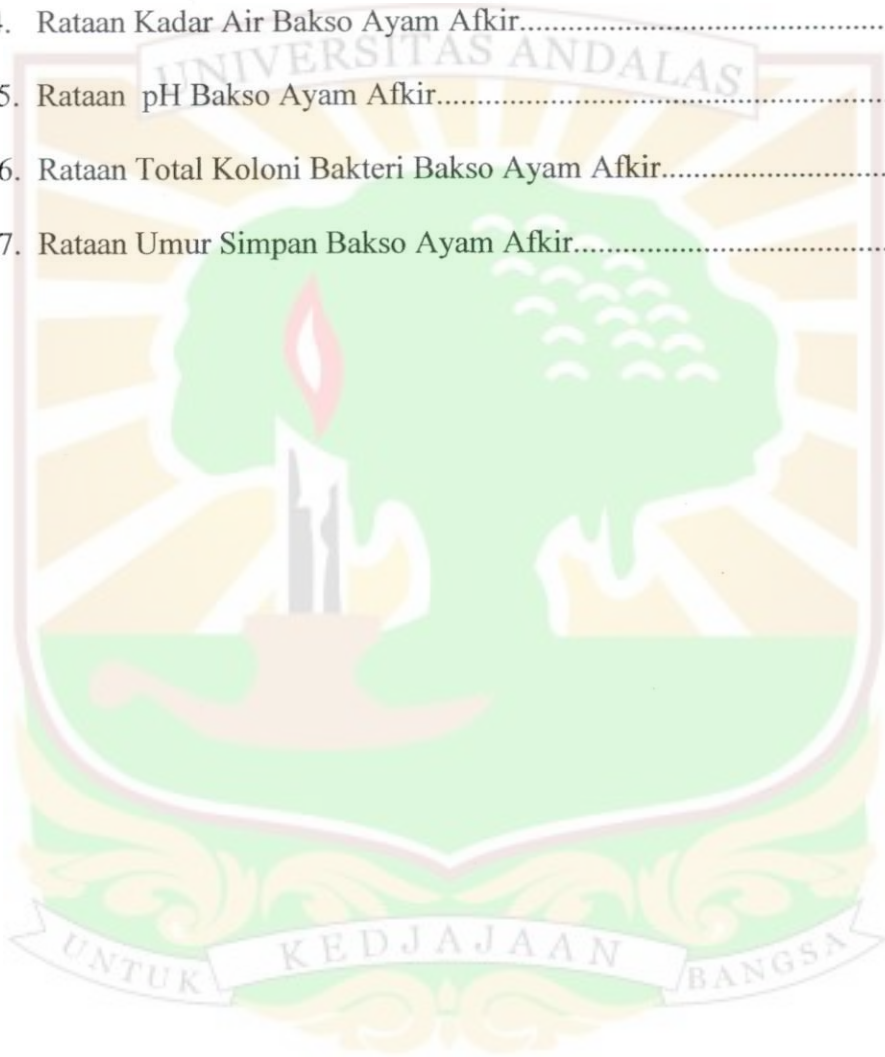 4. Rataan Kadar Air Bakso Ayam Afkir............................................
UNIVERSITAS ANDALAS
5. Rataan pH Bakso Ayam Afkir......................................................
6. Rataan Total Koloni Bakteri Bakso Ayam Afkir...........................
7. Rataan Umur Simpan Bakso Ayam Afkir......................................
UNTUK KEDJAJAAN BANGSA